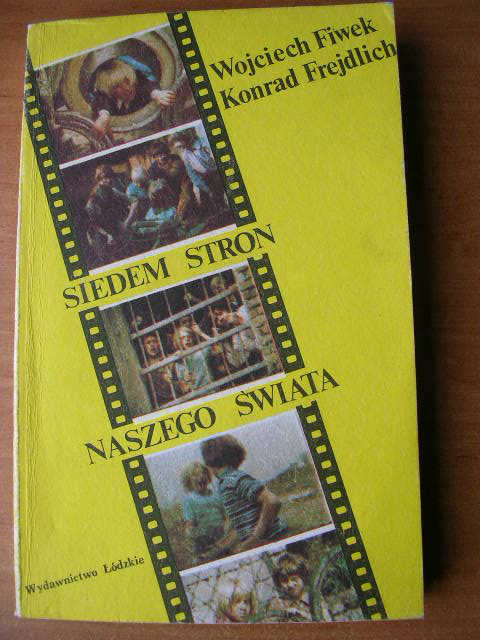 Wojciech Fiwek
Konrad Frejdlich
SIEDEM STRON
NASZEGO ŚWIATA
Wydawnictwo Łódzkie